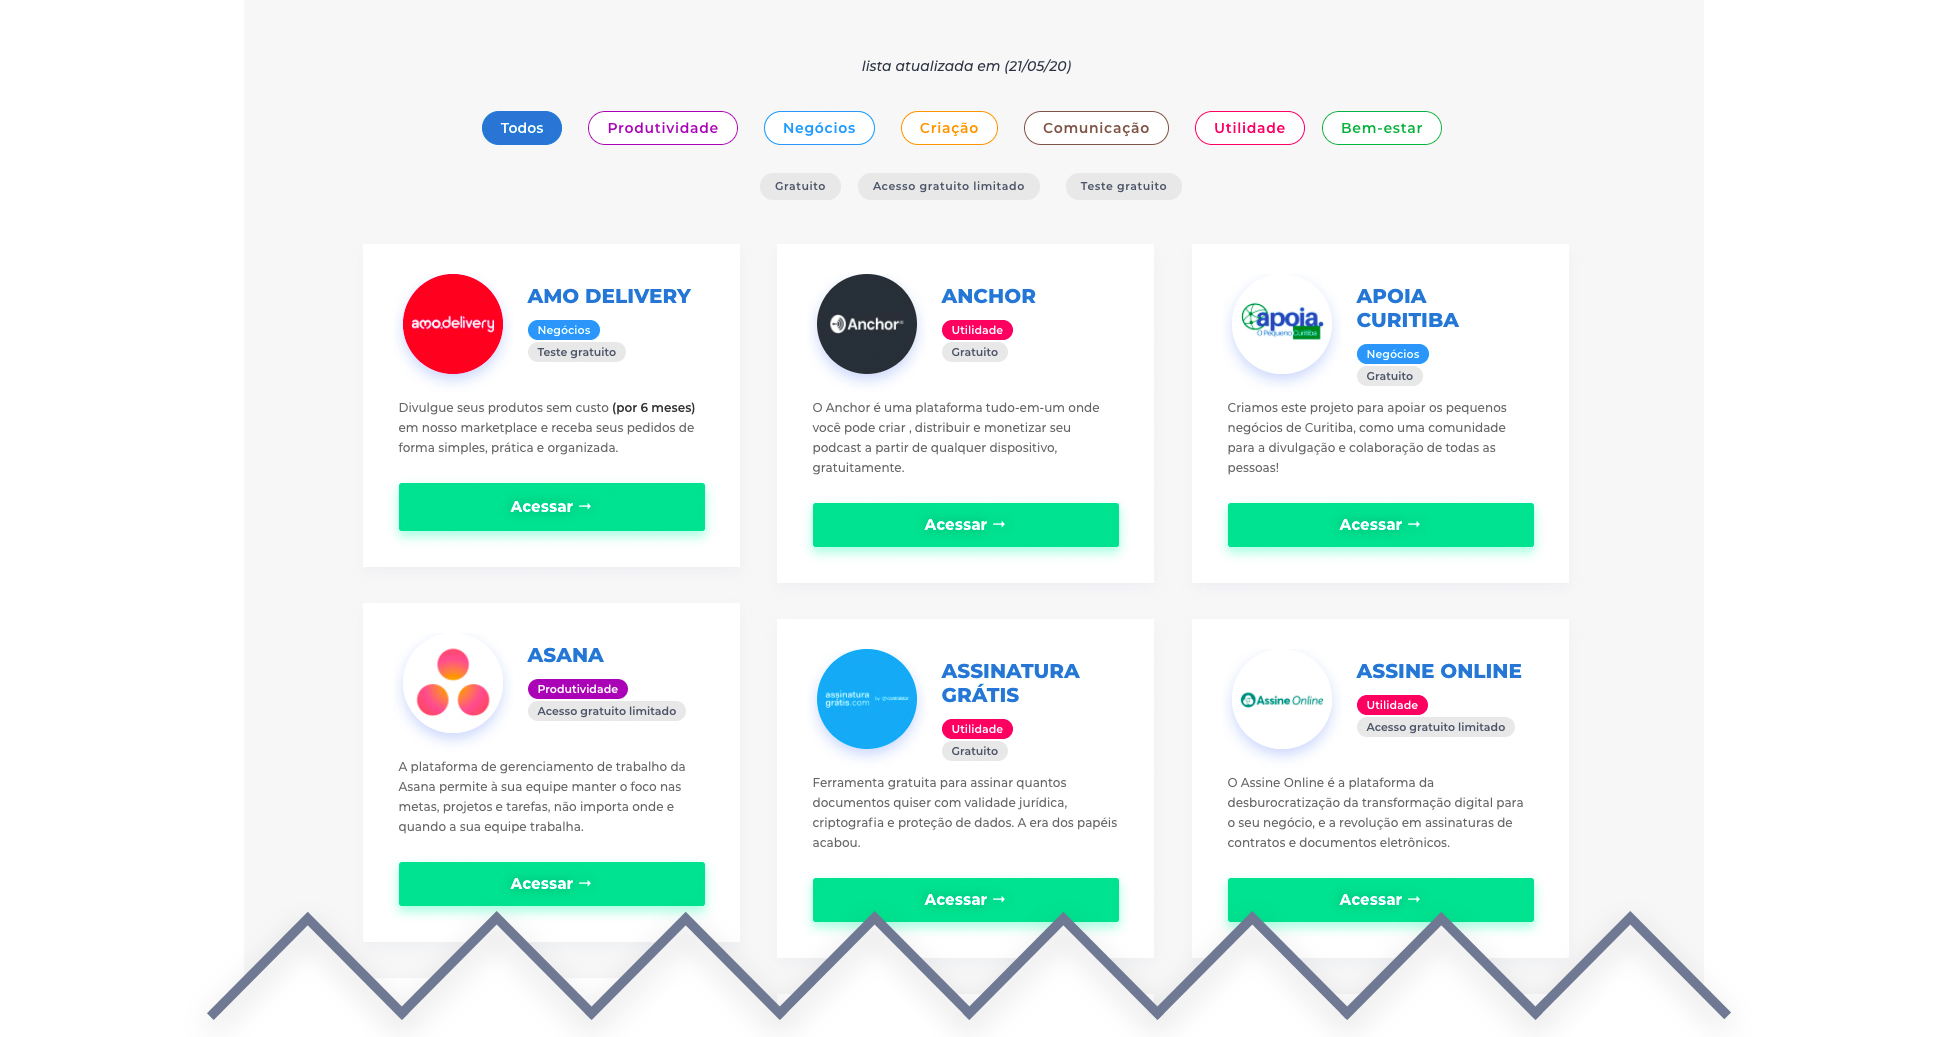 lista atualizada em (21/05/20)
Todos
Produtividade
Negócios
Criação
Comunicação
Utilidade
Bem-estar
Gratuito
Acesso gratuito limitado
Teste gratuito
amo.delivery
AMO DELIVERY
Negócios
Teste gratuito
Divulgue seus produtos sem custo (por 6 meses)
em nosso marketplace e receba seus pedidos de
forma simples, prática e organizada.
Acessar →
Anchor
ANCHOR
Utilidade
Gratuito
O Anchor é uma plataforma tudo-em-um onde
você pode criar , distribuir e monetizar seu
podcast a partir de qualquer dispositivo,
gratuitamente.
Acessar →
apoia.
O Pequeno Curitiba
APOIA
CURITIBA
Negócios
Gratuito
Criamos este projeto para apoiar os pequenos
negócios de Curitiba, como uma comunidade
para a divulgação e colaboração de todas as
pessoas!
Acessar →
ASANA
Produtividade
Acesso gratuito limitado
A plataforma de gerenciamento de trabalho da
Asana permite à sua equipe manter o foco nas
metas, projetos e tarefas, não importa onde e
quando a sua equipe trabalha.
Acessar →
assinatura
grátis.com
ASSINATURA
GRÁTIS
Utilidade
Gratuito
Ferramenta gratuita para assinar quantos
documentos quiser com validade jurídica,
criptografia e proteção de dados. A era dos papéis
acabou.
Acessar →
Assine Online
ASSINE ONLINE
Utilidade
Acesso gratuito limitado
O Assine Online é a plataforma da
desburocratização da transformação digital para
o seu negócio, e a revolução em assinaturas de
contratos e documentos eletrônicos.
Acessar →